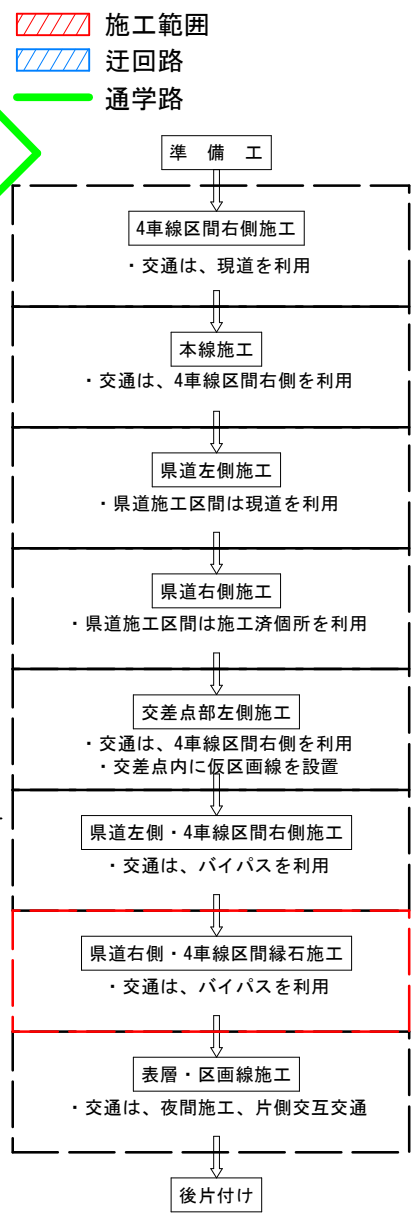 施工範囲
迂回路
通学路
準 備 工
4車線区間右側施工
・交通は、現道を利用
本線施工
・交通は、4車線区間右側を利用
県道左側施工
・県道施工区間は現道を利用
県道右側施工
・県道施工区間は施工済個所を利用
交差点部左側施工
・交通は、4車線区間右側を利用
・交差点内に仮区画線を設置
県道左側・4車線区間右側施工
・交通は、バイパスを利用
県道右側・4車線区間縁石施工
・交通は、バイパスを利用
表層・区画線施工
・交通は、夜間施工、片側交互交通
後片付け